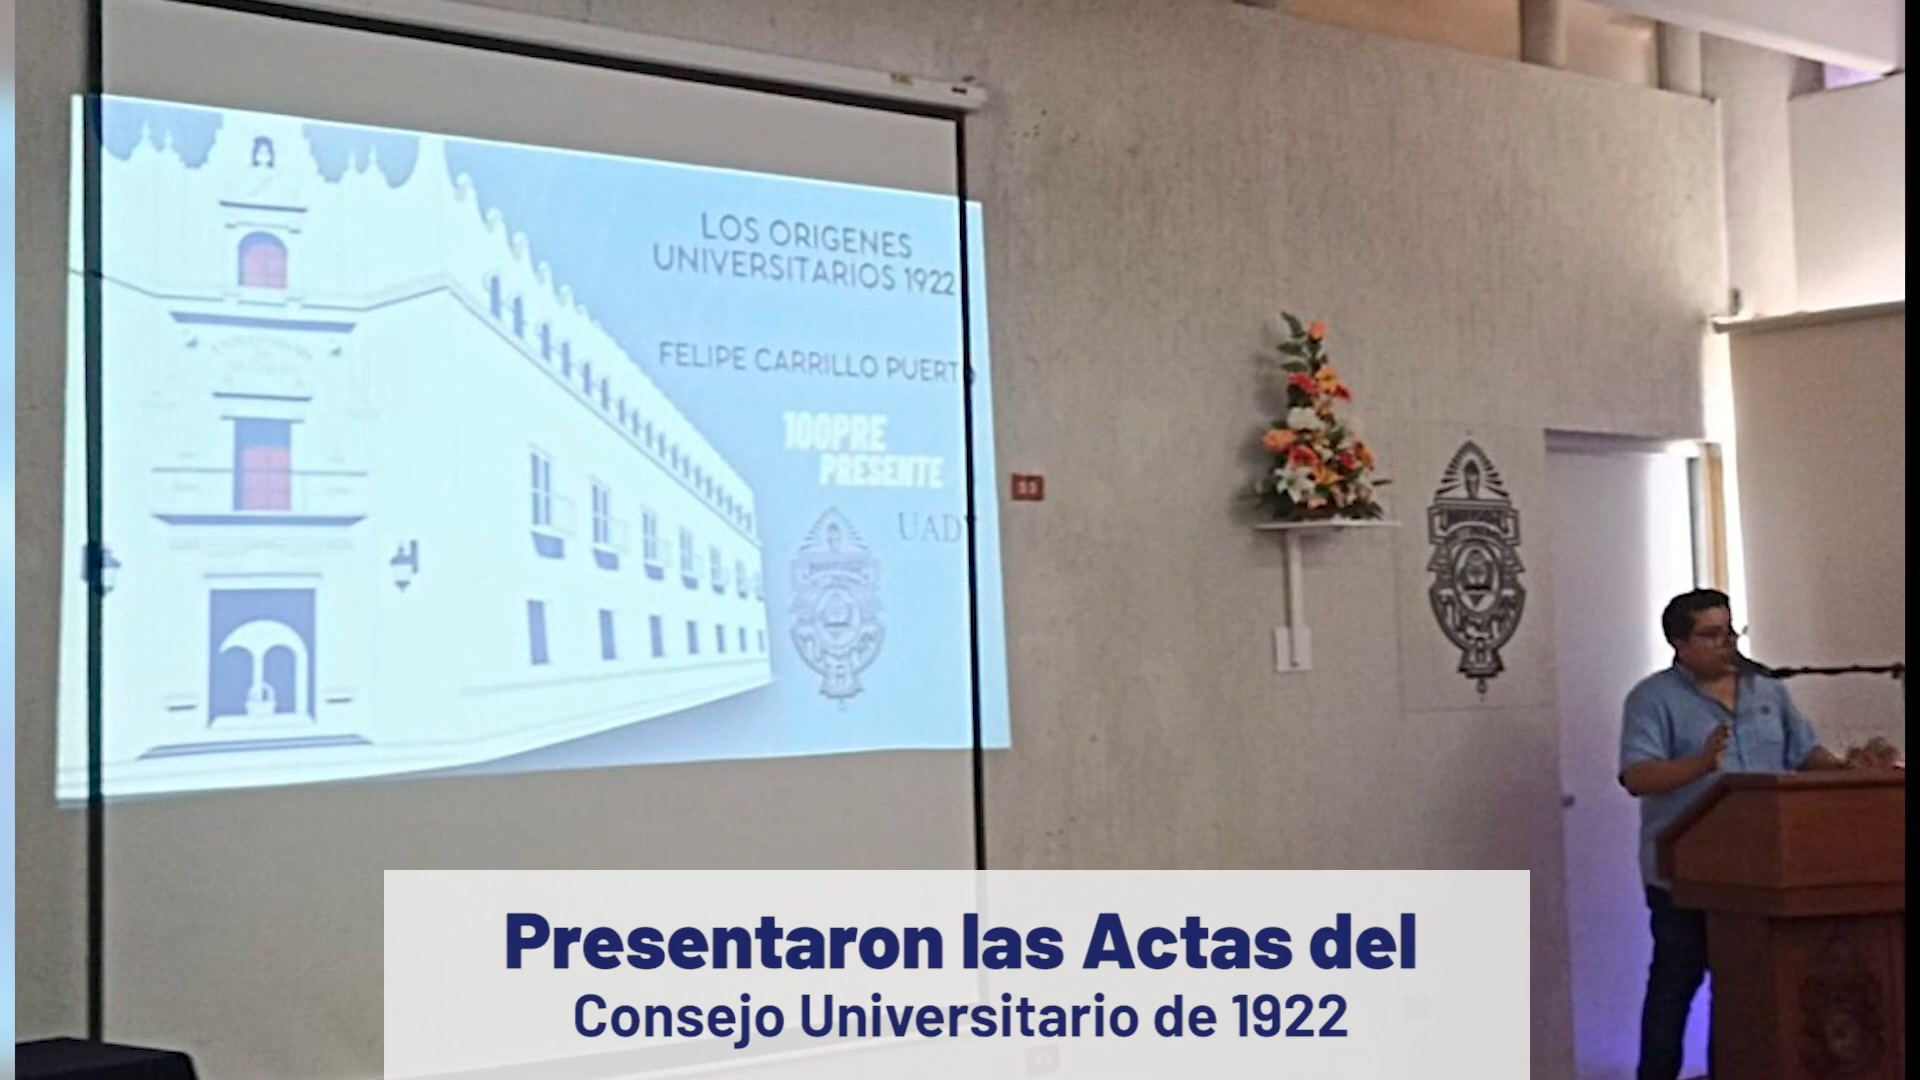 LOS ORIGENES
UNIVERSITARIOS 1922
FELIPE CARRILLO PUERTO
100PRE
PRESENTE
UADY
Presentaron las Actas del
Consejo Universitario de 1922